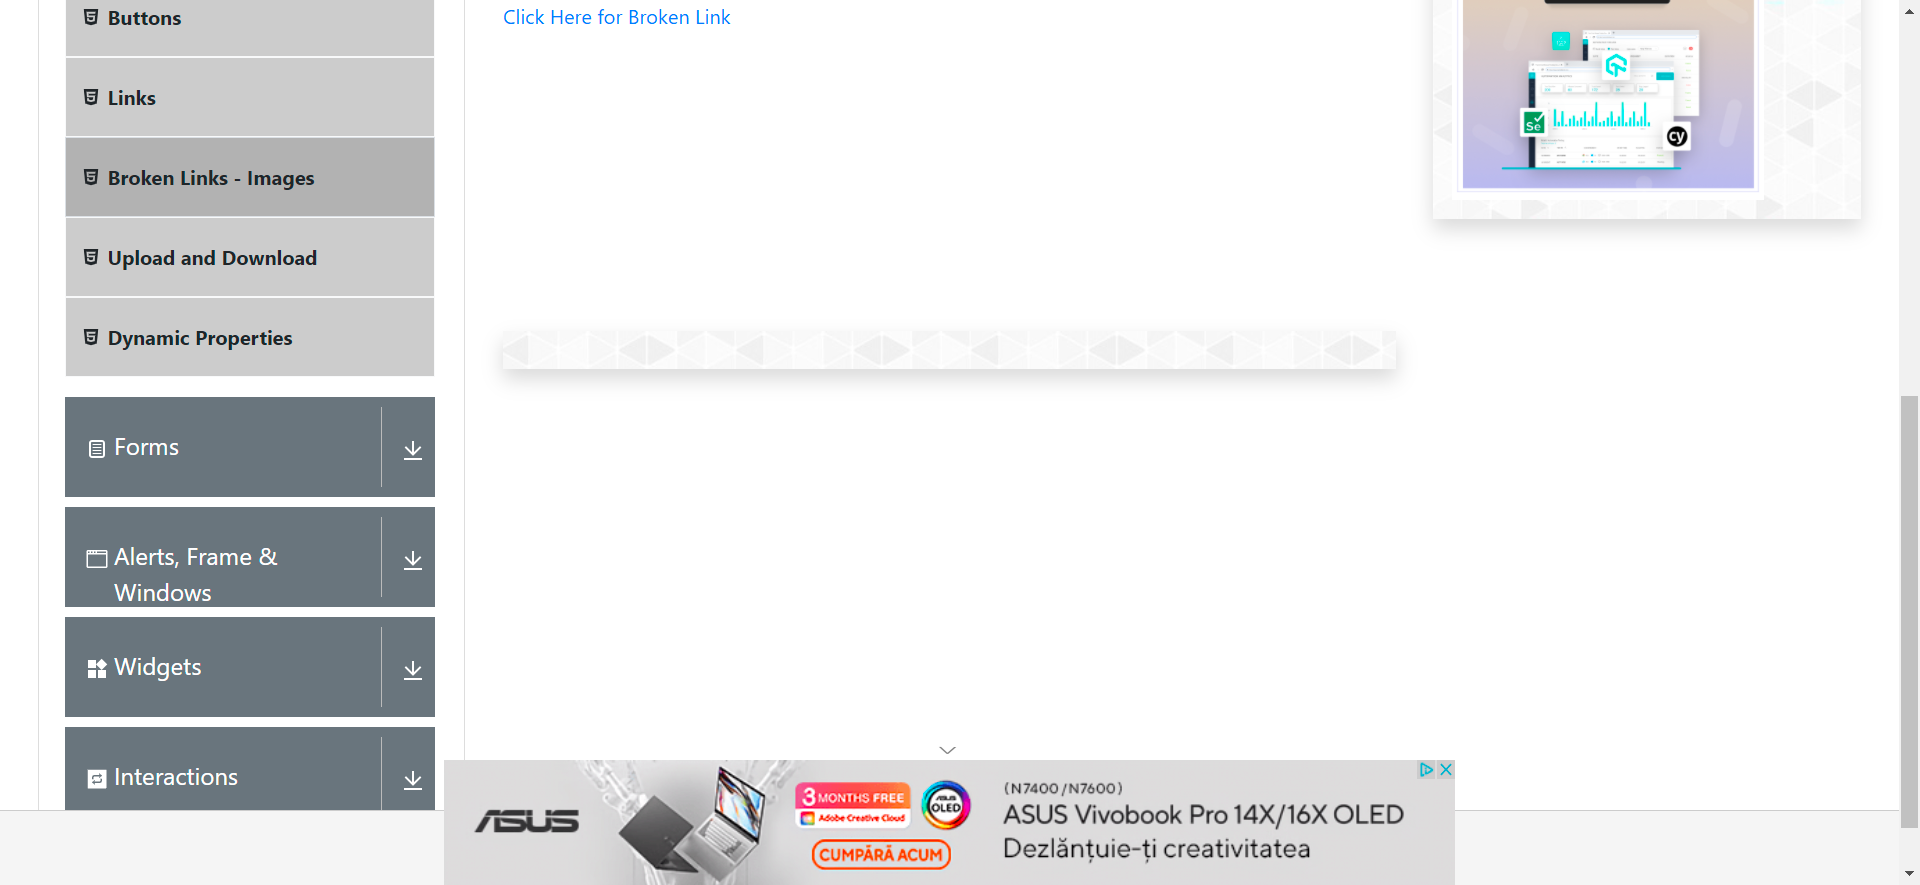 Buttons
Click Here for Broken Link
Links
Broken Links - Images
Upload and Download
Dynamic Properties
Se
cy
Forms
Alerts, Frame &
Windows
Widgets
Interactions
ASUS
3 MONTHS FREE
Adobe Creative Cloud
ASUS
OLED
CUMPĂRĂ ACUM
(N7400/N7600)
ASUS Vivobook Pro 14X/16X OLED
Dezlănțuie-ți creativitatea